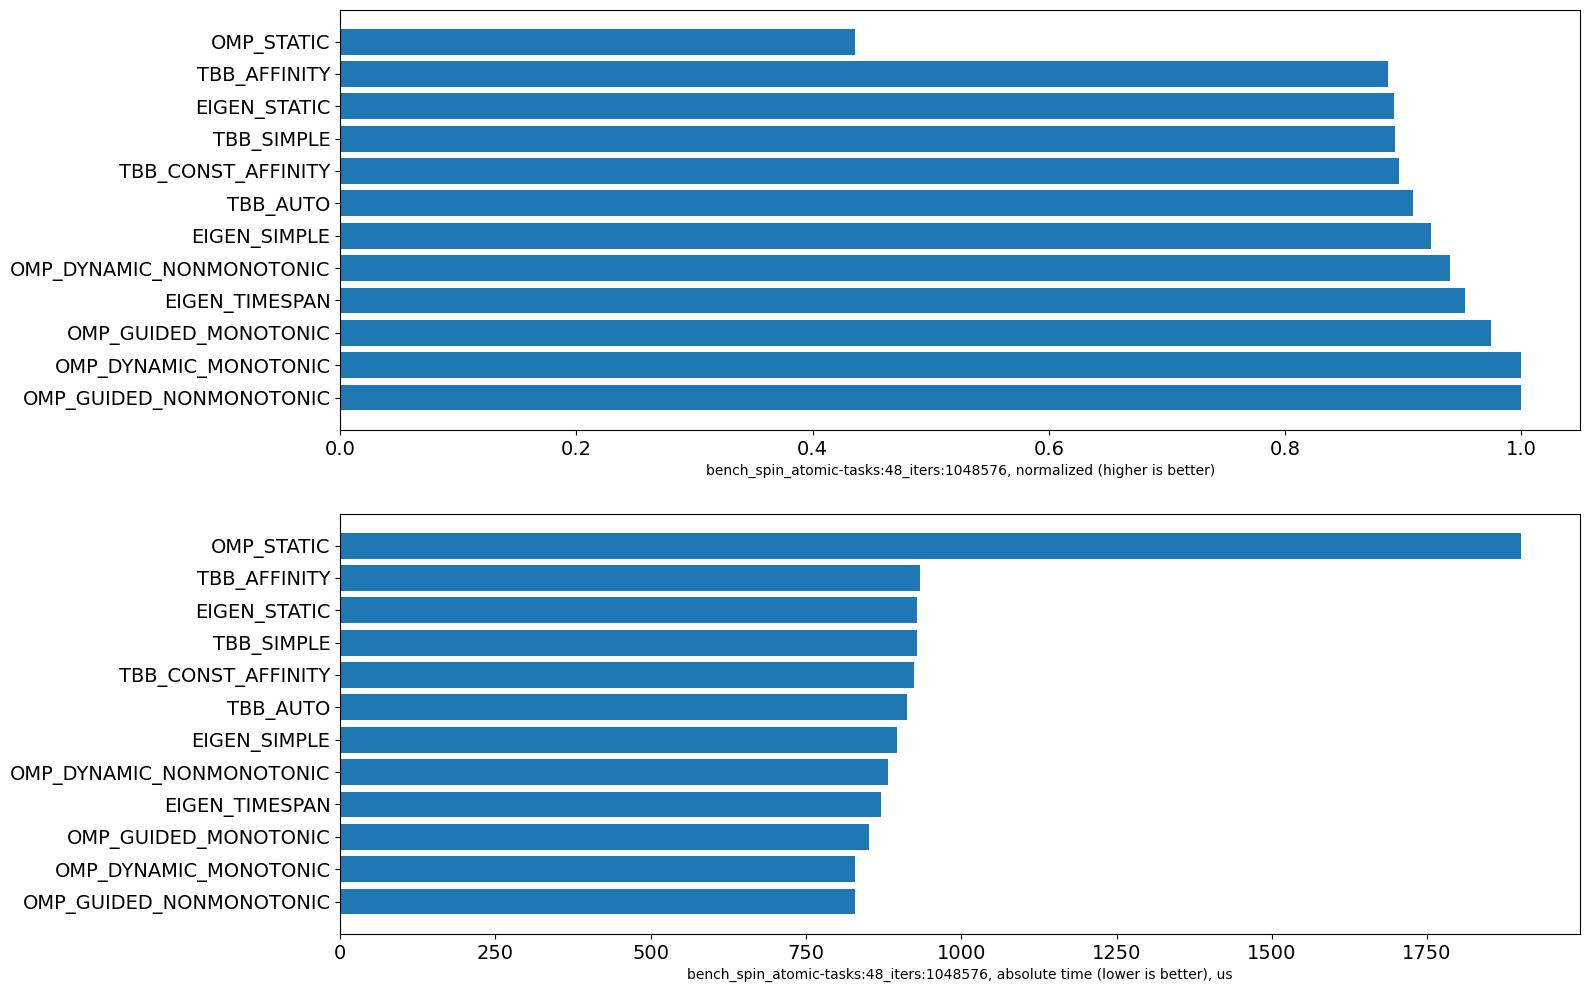 OMP_STATIC
TBB_AFFINITY
EIGEN_STATIC
TBB_SIMPLE
TBB_CONST_AFFINITY
TBB_AUTO
EIGEN_SIMPLE
OMP_DYNAMIC_NONMONOTONIC
EIGEN_TIMESPAN
OMP_GUIDED_MONOTONIC
OMP_DYNAMIC_MONOTONIC
OMP_GUIDED_NONMONOTONIC
0.0 0.2 0.4 0.6 0.8 1.0
bench_spin_atomic-tasks:48_iters:1048576, normalized (higher is better)
OMP_STATIC
TBB_AFFINITY
EIGEN_STATIC
TBB_SIMPLE
TBB_CONST_AFFINITY
TBB_AUTO
EIGEN_SIMPLE
OMP_DYNAMIC_NONMONOTONIC
EIGEN_TIMESPAN
OMP_GUIDED_MONOTONIC
OMP_DYNAMIC_MONOTONIC
OMP_GUIDED_NONMONOTONIC
0 250 500 750 1000 1250 1500 1750
bench_spin_atomic-tasks:48_iters:1048576, absolute time (lower is better), us